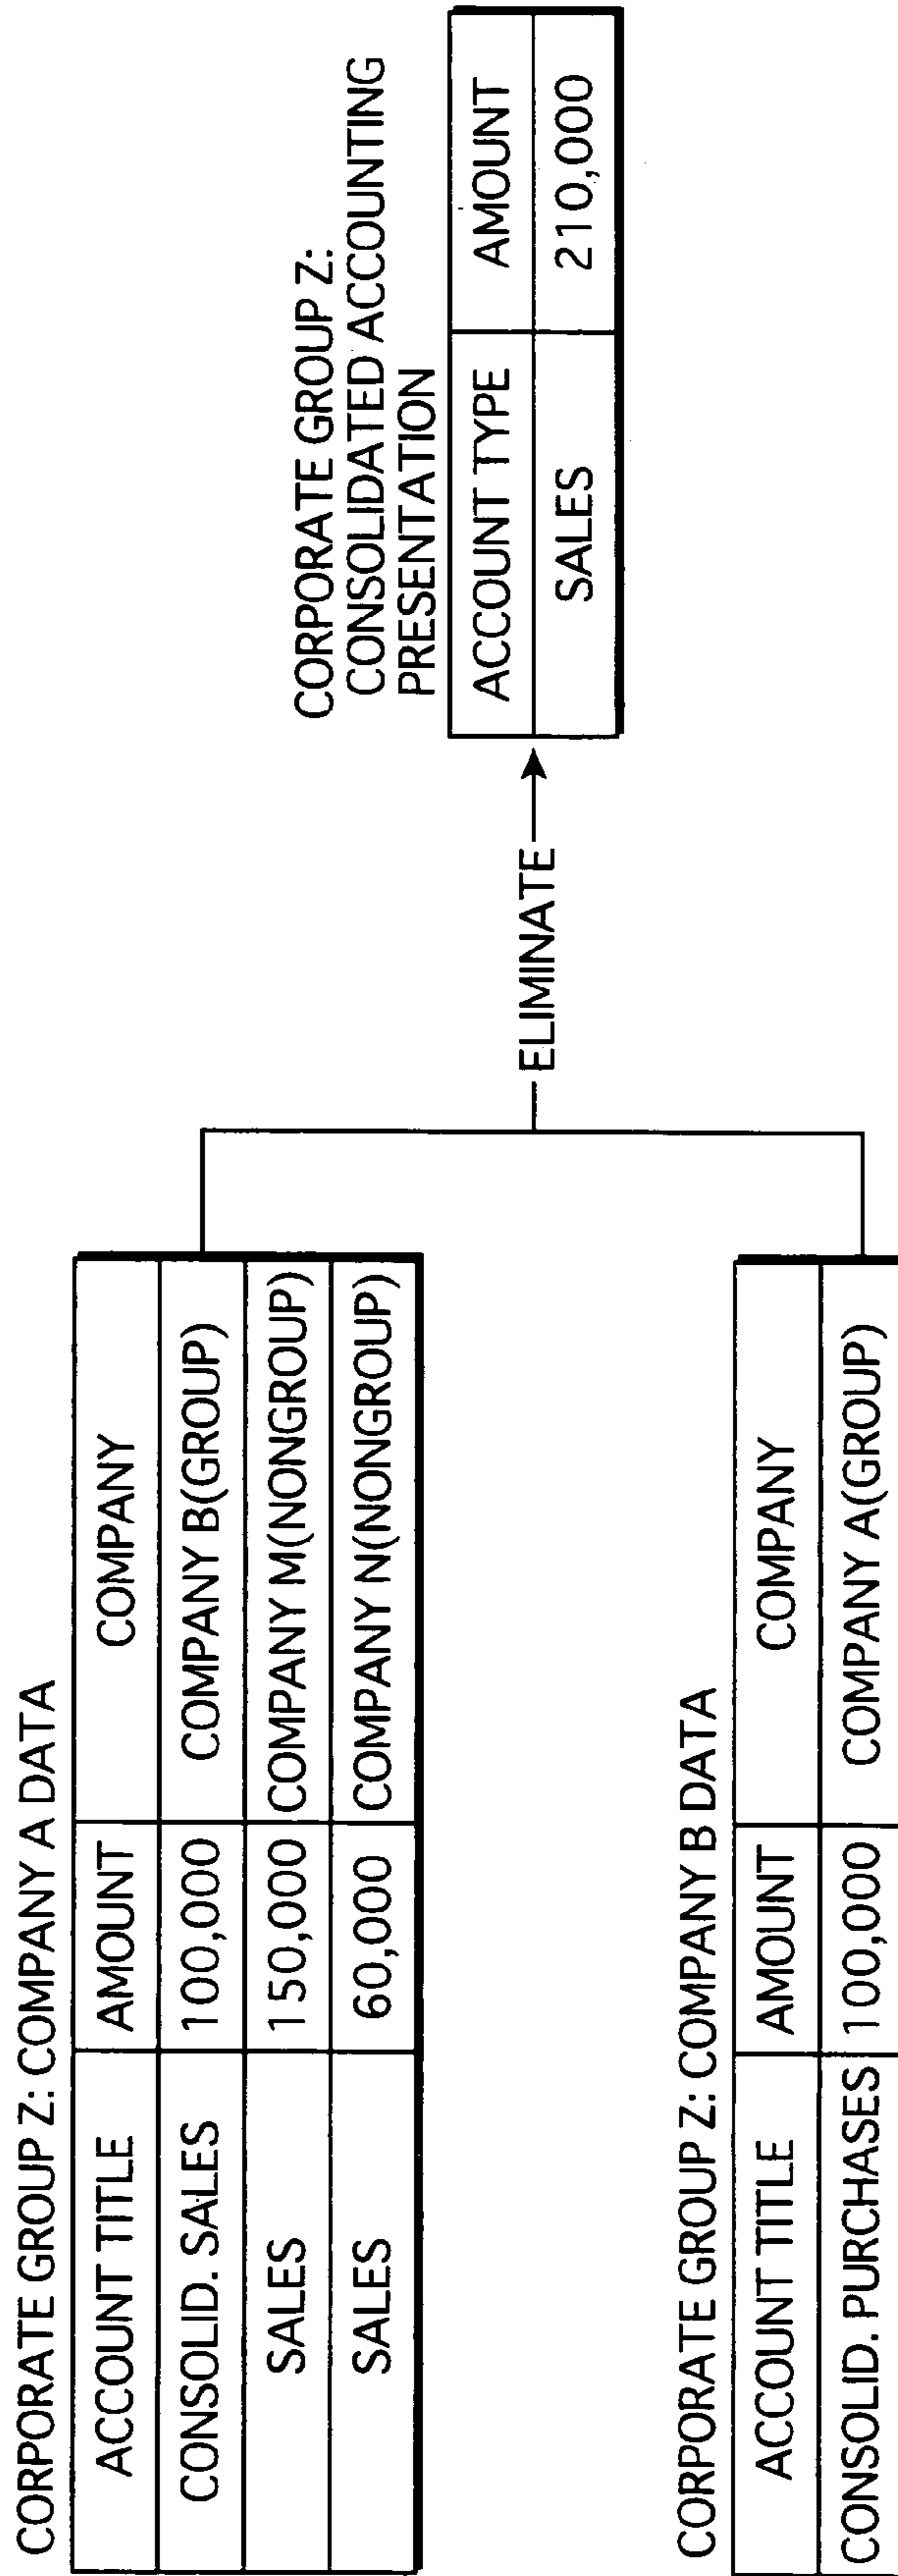 CORPORATE GROUP Z: COMPANY A DATA
ACCOUNT TITLE AMOUNT COMPANY
CONSOLID. SALES 100,000 COMPANY B(GROUP)
SALES 150,000 COMPANY M(NONGROUP)
SALES 60,000 COMPANY N(NONGROUP)
CORPORATE GROUP Z: COMPANY B DATA
ACCOUNT TITLE AMOUNT COMPANY
CONSOLID. PURCHASES 100,000 COMPANY A(GROUP)
ELIMINATE
CORPORATE GROUP Z:
CONSOLIDATED ACCOUNTING
PRESENTATION
ACCOUNT TYPE AMOUNT
SALES 210,000